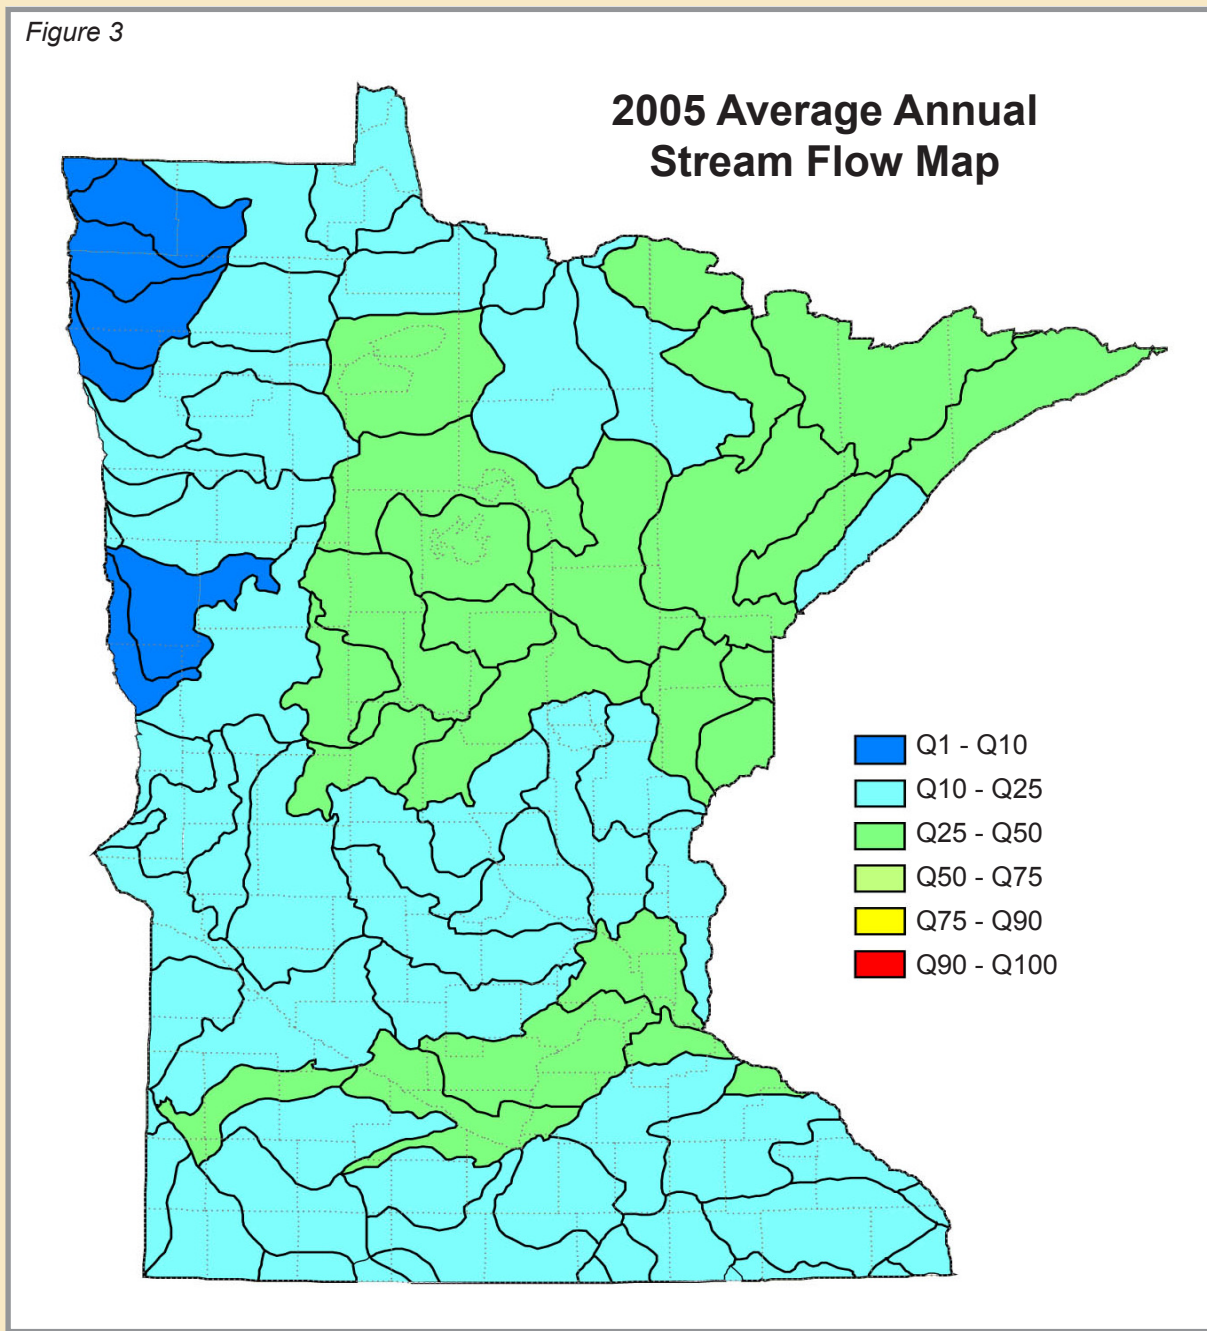 Figure 3
2005 Average Annual
Stream Flow Map
Q1 - Q10
Q10 - Q25
Q25 - Q50
Q50 - Q75
Q75 - Q90
Q90 - Q100